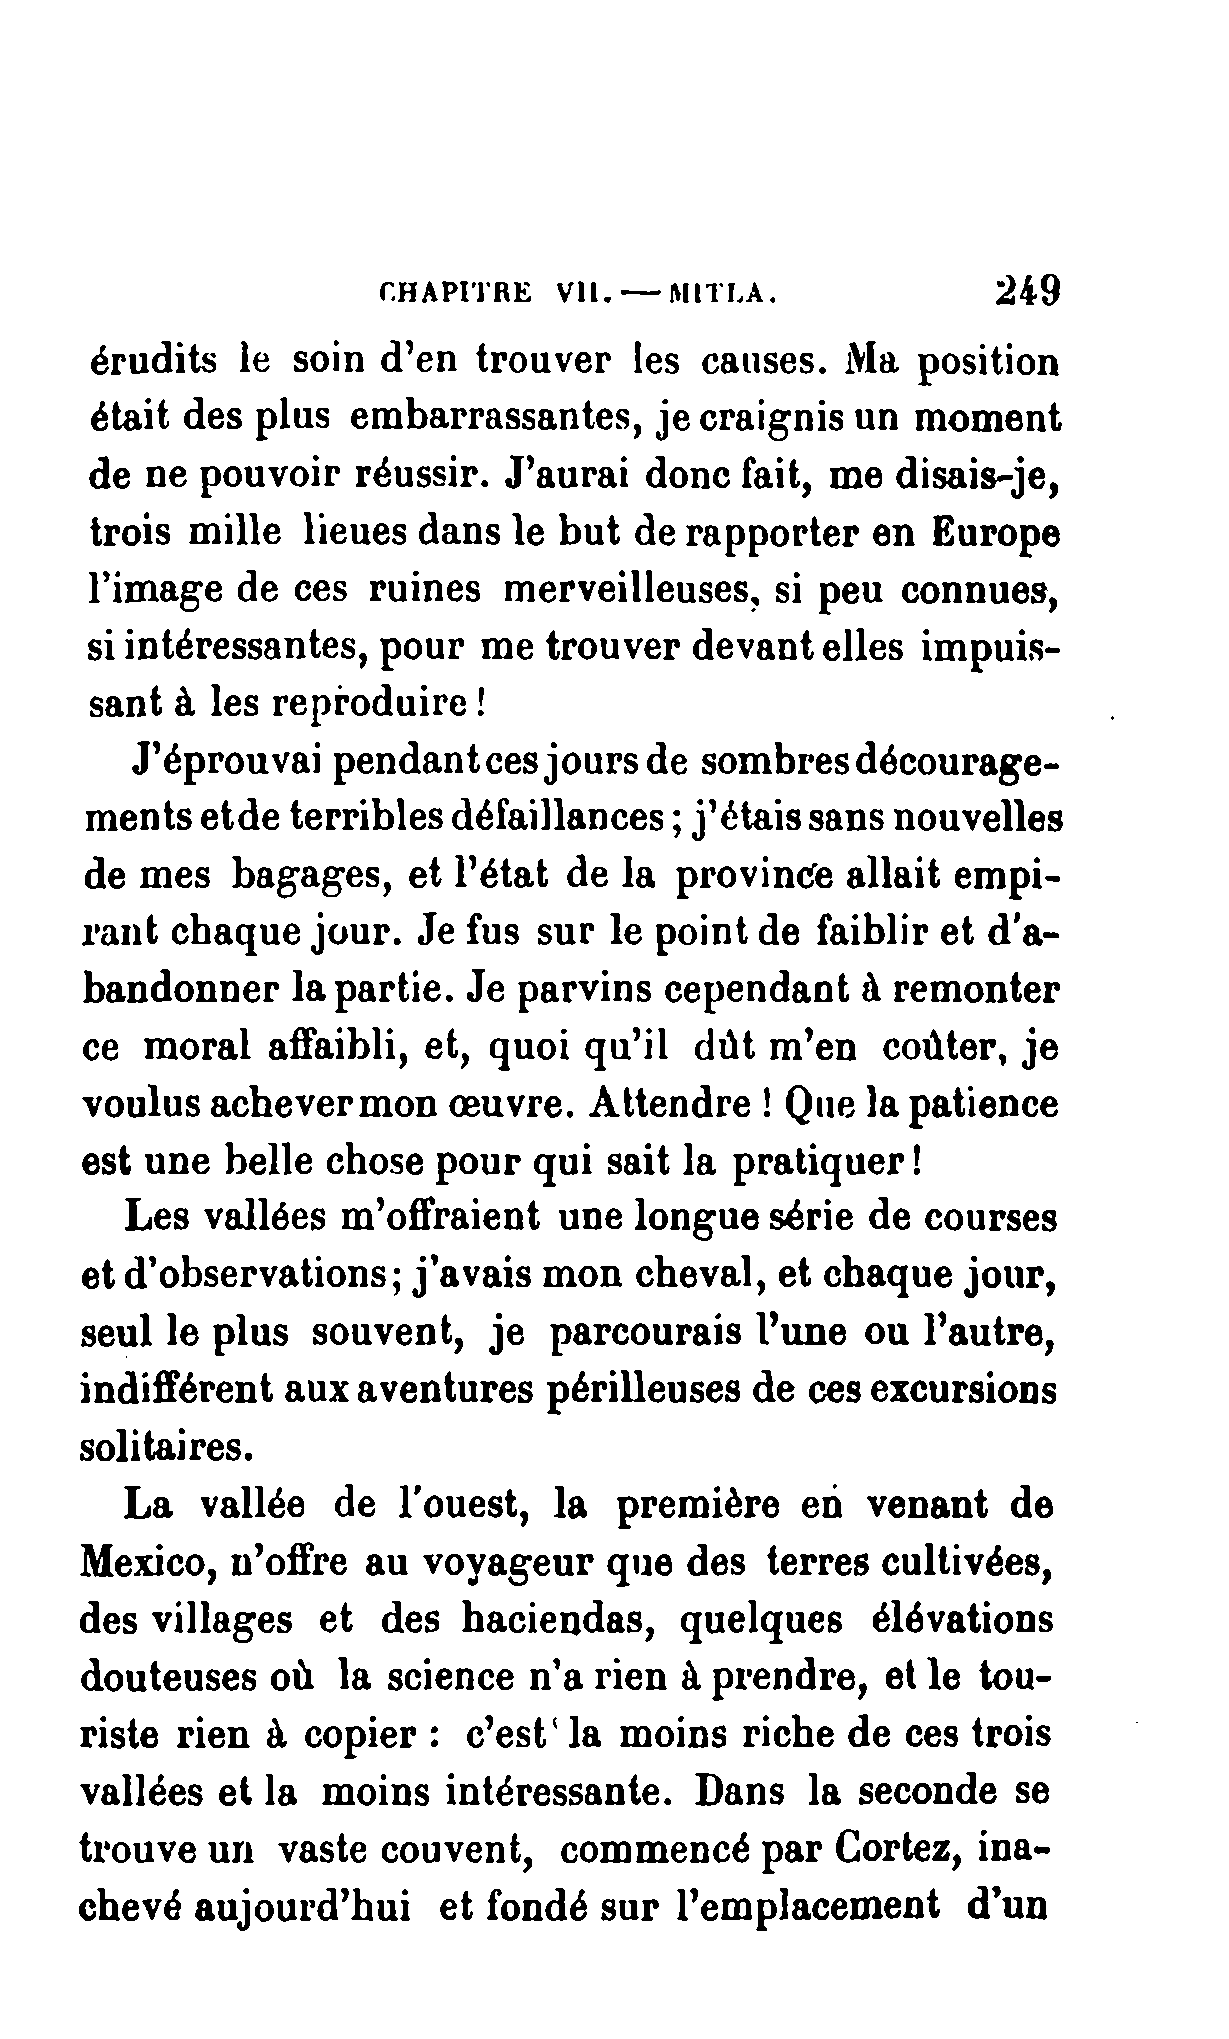 CHAPITRE VII. — MITLA. 249
érudits le soin d'en trouver les causes. Ma position
était des plus embarrassantes, je craignis un moment
de ne pouvoir réussir. J'aurai donc fait, me disais-je,
trois mille lieues dans le but de rapporter en Europe
l'image de ces ruines merveilleuses, si peu connues,
si intéressantes, pour me trouver devant elles impuis-
sant à les reproduire !
J'éprouvai pendant ces jours de sombres décourage-
ments et de terribles défaillances ; j'étais sans nouvelles
de mes bagages, et l'état de la province allait empi-
rant chaque jour. Je fus sur le point de faiblir et d'a-
bandonner la partie. Je parvins cependant à remonter
ce moral affaibli, et, quoi qu'il dût m'en coûter, je
voulus achever mon œuvre. Attendre ! Que la patience
est une belle chose pour qui sait la pratiquer !
Les vallées m'offraient une longue série de courses
et d'observations ; j'avais mon cheval, et chaque jour,
seul le plus souvent, je parcourais l'une ou l'autre,
indifférent aux aventures périlleuses de ces excursions
solitaires.
La vallée de l'ouest, la première en venant de
Mexico, n'offre au voyageur que des terres cultivées,
des villages et des haciendas, quelques élévations
douteuses où la science n'a rien à prendre, et le tou-
riste rien à copier : c'est la moins riche de ces trois
vallées et la moins intéressante. Dans la seconde se
trouve un vaste couvent, commencé par Cortez, ina-
chevé aujourd'hui et fondé sur l'emplacement d'un